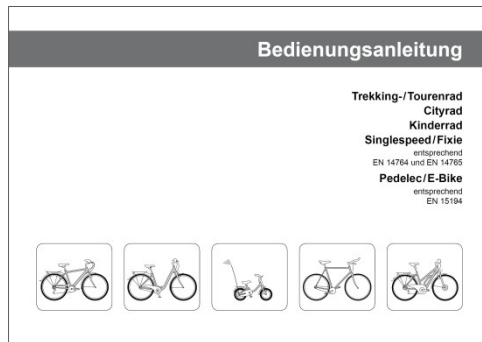 Bedienungsanleitung
Trekking-/Tourenrad
Cityrad
Kinderrad
Singlespeed/Fixie
entsprechend
EN 14764 und EN 14765
Pedelec/E-Bike
entsprechend
EN 15194